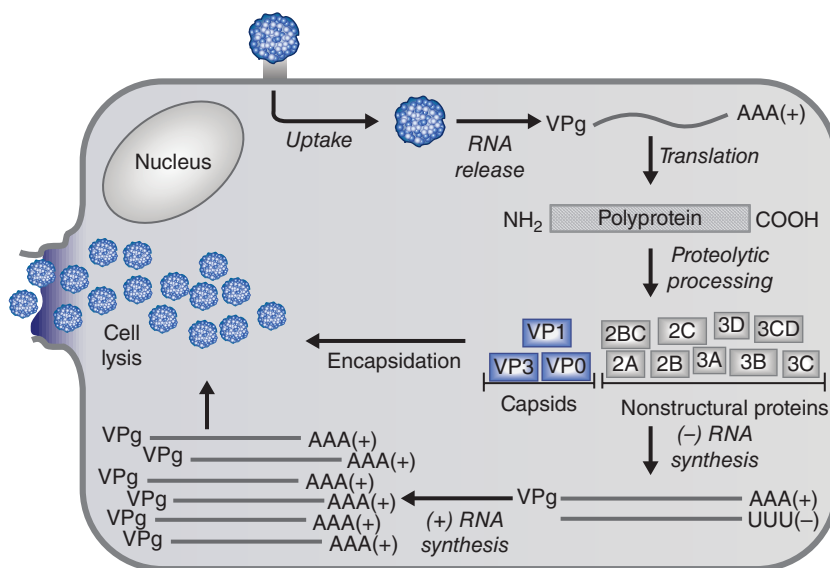 VPg AAA(+)
Uptake
RNA
release
Nucleus
Translation
NH₂ Polyprotein COOH
Proteolytic
processing
Cell
lysis
Encapsidation
VP1
VP3 VP0
Capsids
2BC 2C 3D 3CD
2A 2B 3A 3B 3C
Nonstructural proteins
(–) RNA
synthesis
VPg AAA(+)
UUU(–)
(+) RNA
synthesis
VPg AAA(+)
VPg AAA(+)
VPg AAA(+)
VPg AAA(+)
VPg AAA(+)
VPg AAA(+)